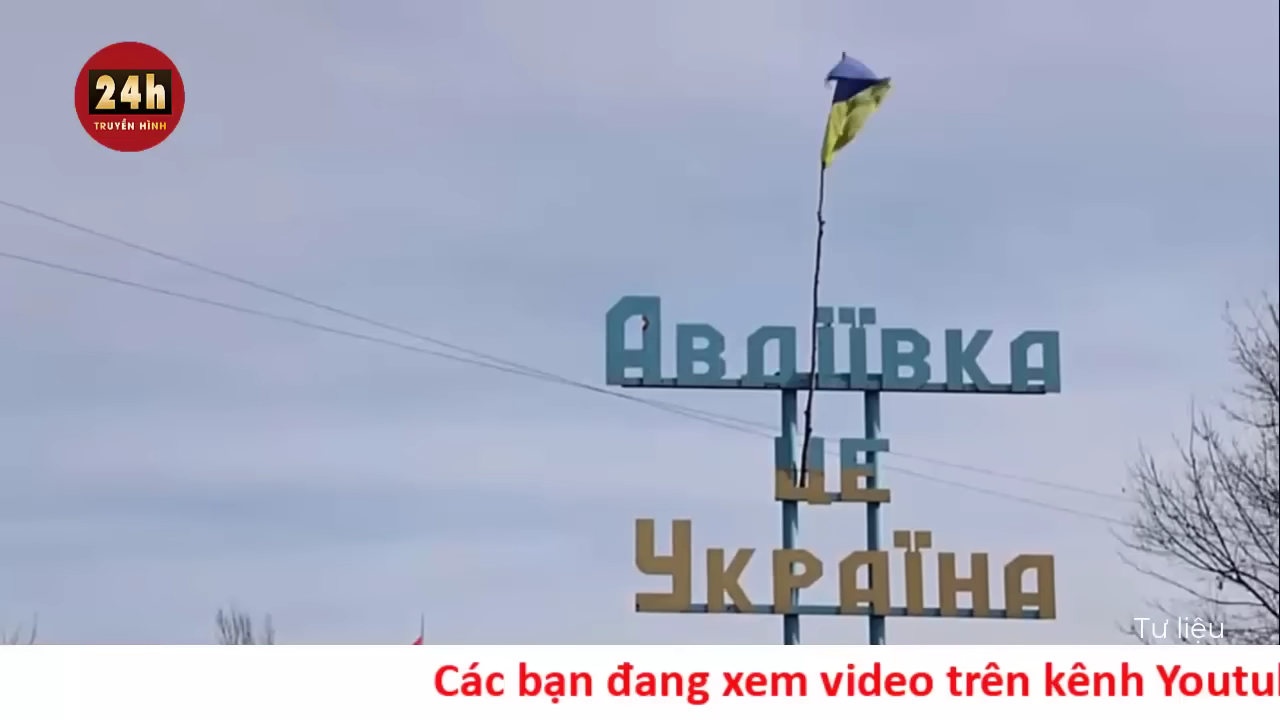 24h
TRUYỀN HÌNH
Авдіївка
це
Україна
Tư liệu
Các bạn đang xem video trên kênh